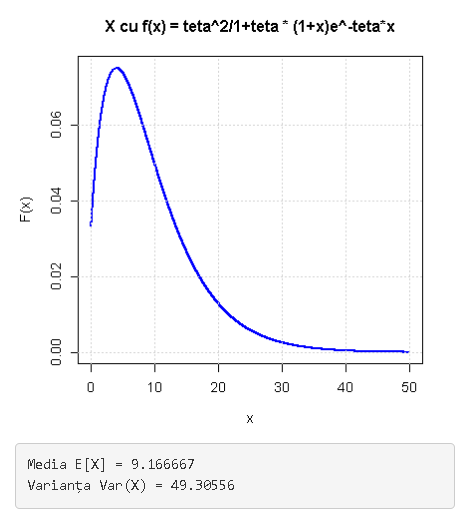 X cu f(x) = teta^2/1+teta * (1+x)e^-teta*x
F(x)
0.06
0.04
0.02
0.00
0 10 20 30 40 50
x
Media E[X] = 9.166667
Varianța Var(X) = 49.30556